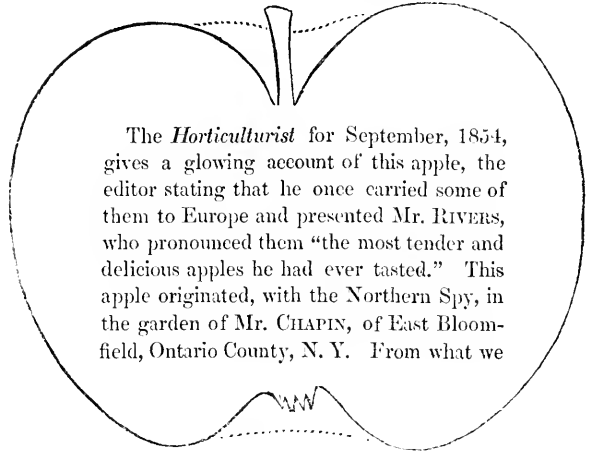 The Horticulturist for September, 1854,
gives a glowing account of this apple, the
editor stating that he once carried some of
them to Europe and presented Mr. RIVERS,
who pronounced them “the most tender and
delicious apples he had ever tasted.” This
apple originated, with the Northern Spy, in
the garden of Mr. CHAPIN, of East Bloom-
field, Ontario County, N. Y. From what we